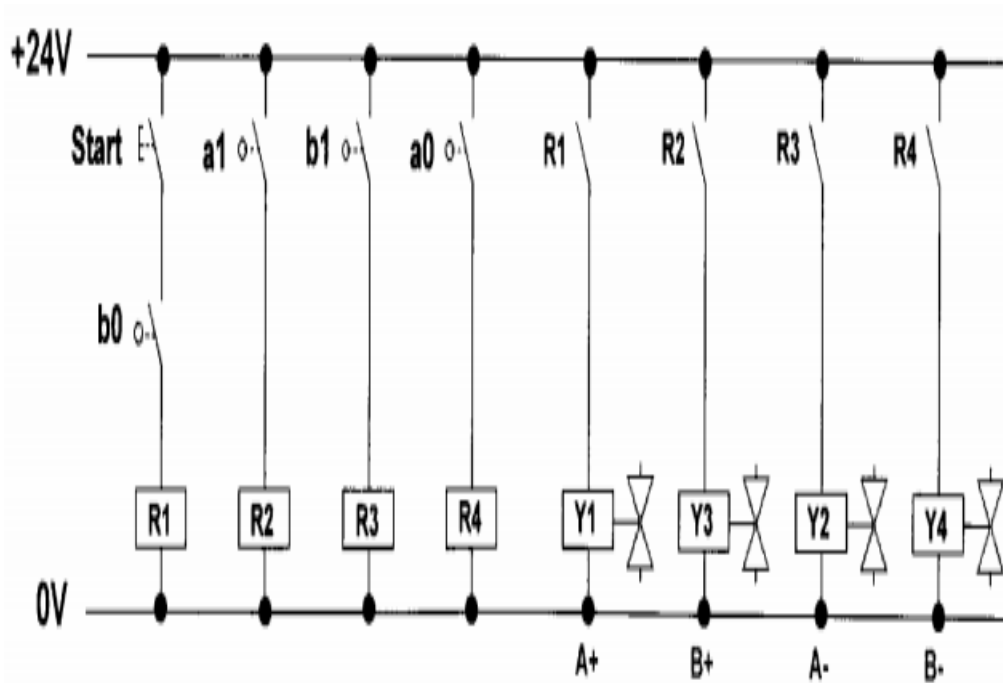 +24V
Start
a1
b1
a0
R1
R2
R3
R4
b0
R1
R2
R3
R4
Y1
Y3
Y2
Y4
0V
A+
B+
A-
B-